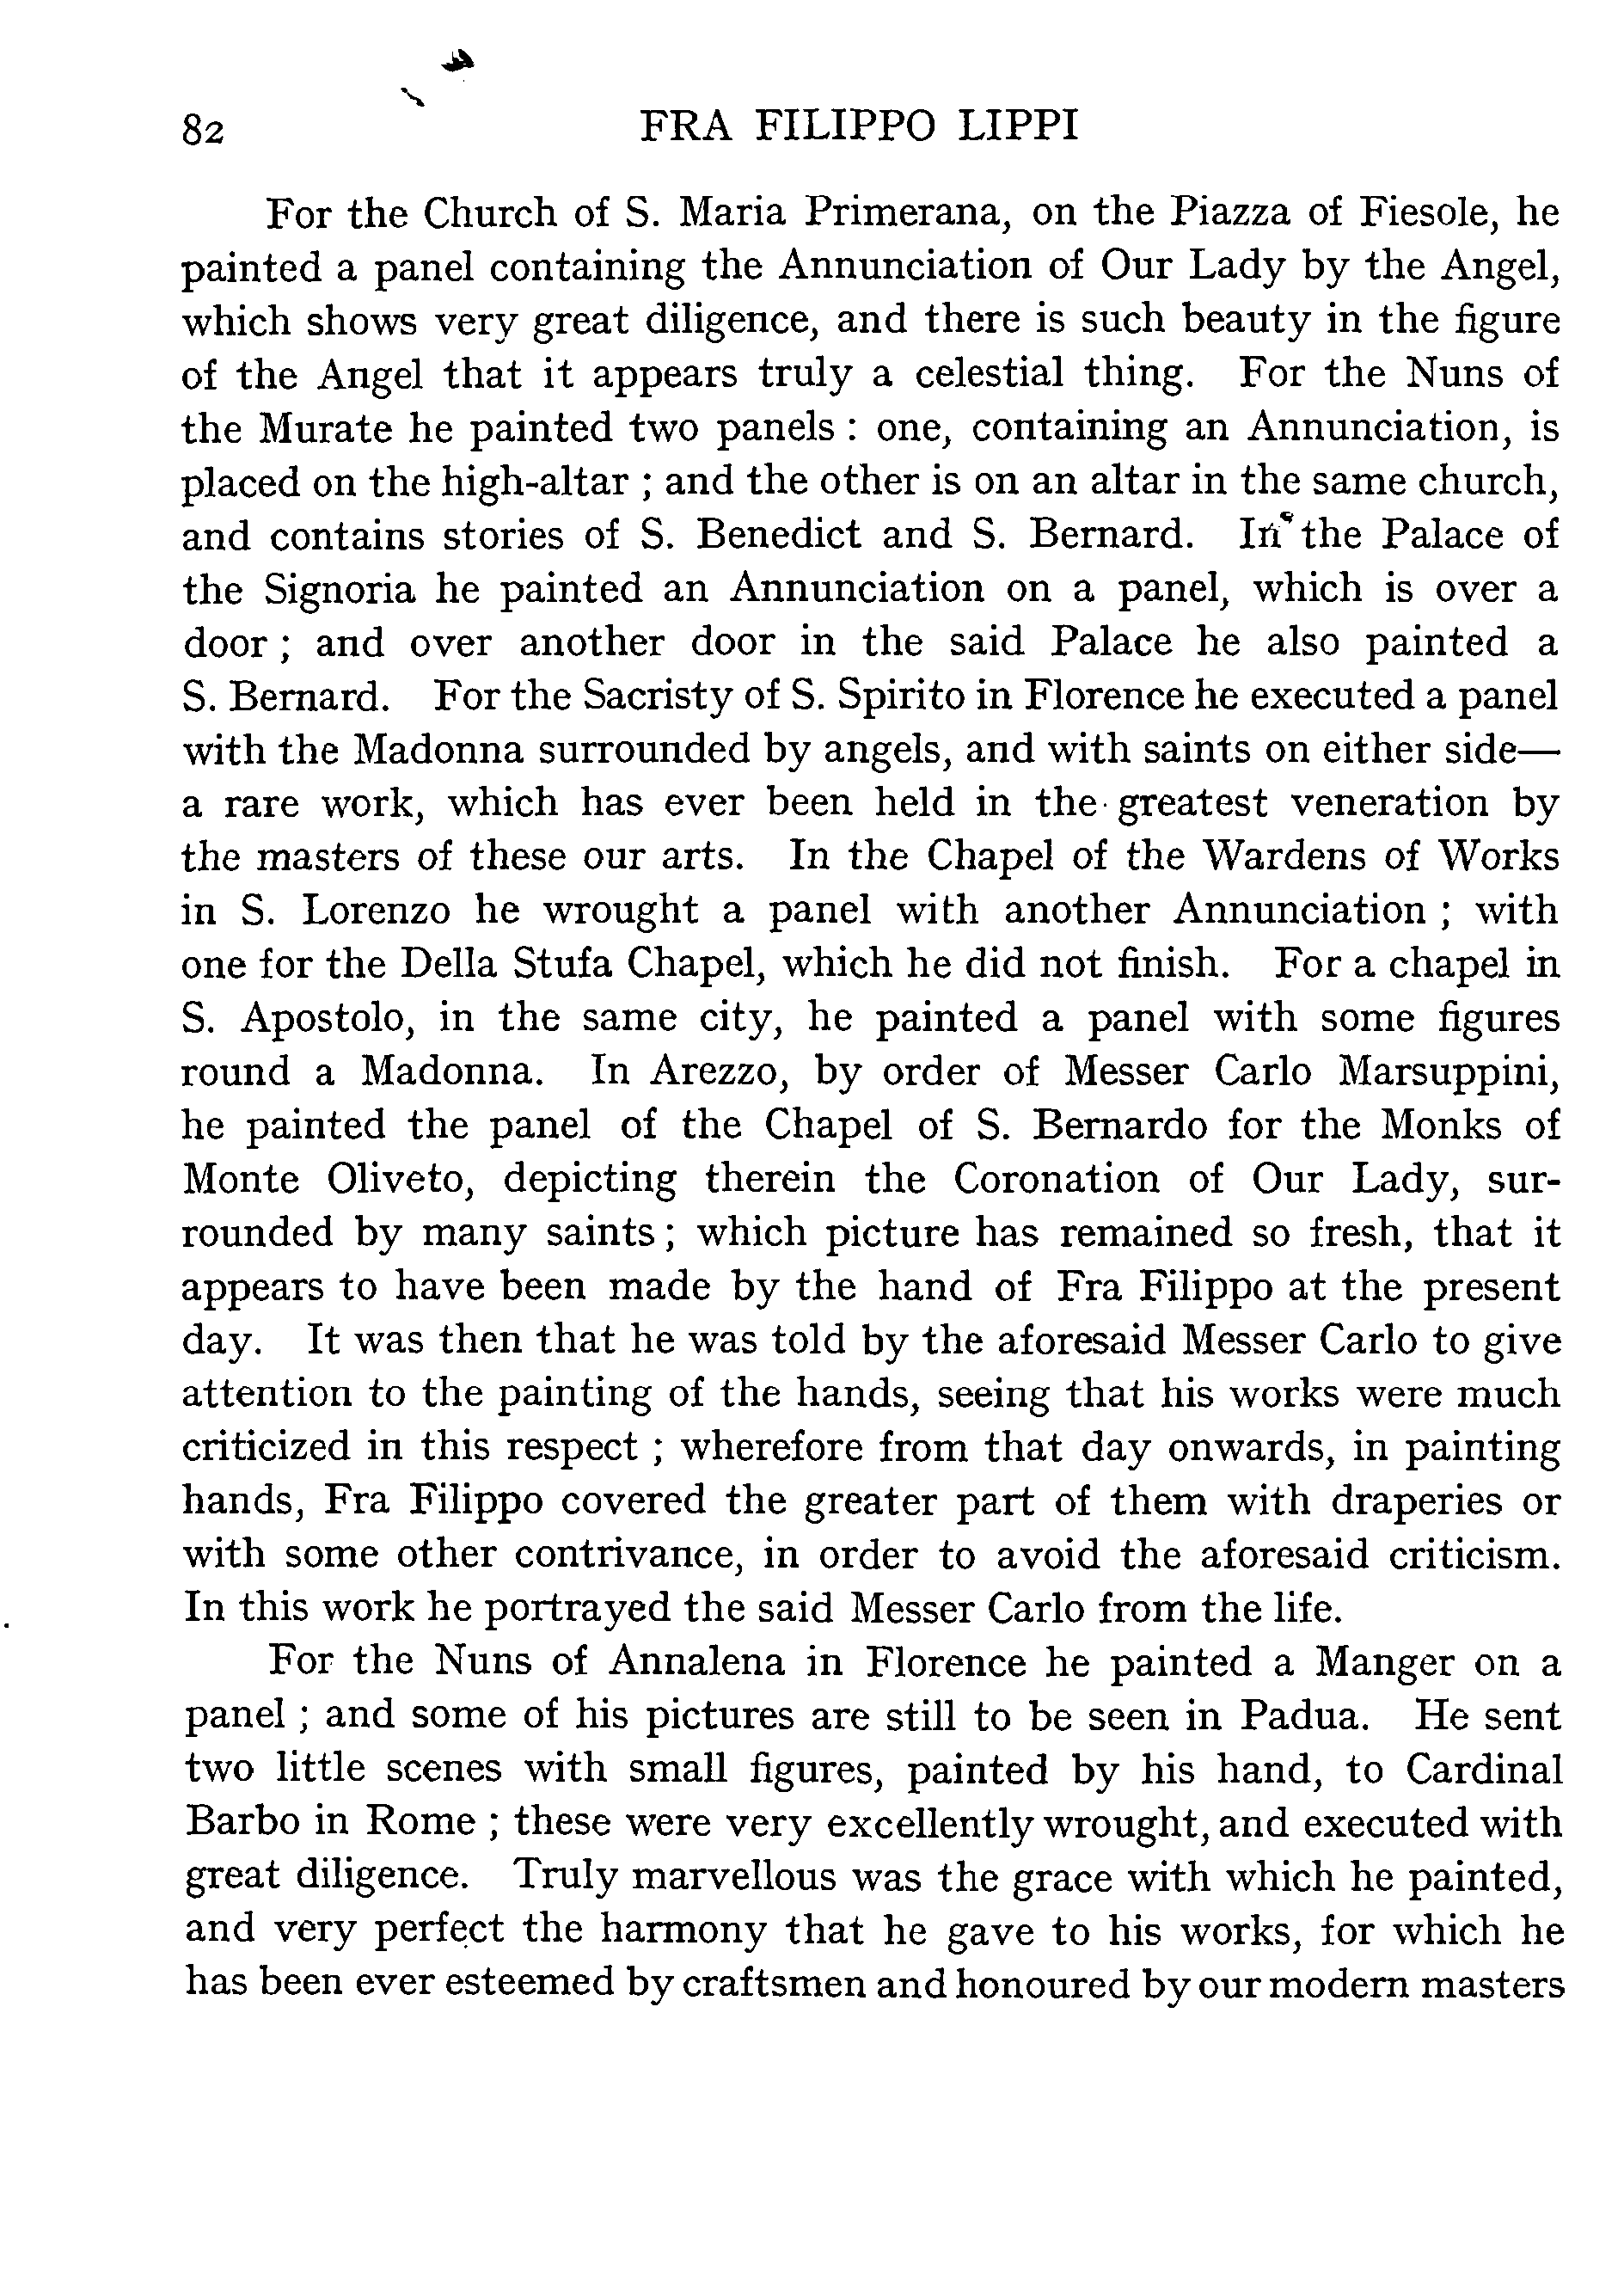 82 FRA FILIPPO LIPPI
For the Church of S. Maria Primerana, on the Piazza of Fiesole, he
painted a panel containing the Annunciation of Our Lady by the Angel,
which shows very great diligence, and there is such beauty in the figure
of the Angel that it appears truly a celestial thing. For the Nuns of
the Murate he painted two panels : one, containing an Annunciation, is
placed on the high-altar ; and the other is on an altar in the same church,
and contains stories of S. Benedict and S. Bernard. In the Palace of
the Signoria he painted an Annunciation on a panel, which is over a
door ; and over another door in the said Palace he also painted a
S. Bernard. For the Sacristy of S. Spirito in Florence he executed a panel
with the Madonna surrounded by angels, and with saints on either side—
a rare work, which has ever been held in the greatest veneration by
the masters of these our arts. In the Chapel of the Wardens of Works
in S. Lorenzo he wrought a panel with another Annunciation ; with
one for the Della Stufa Chapel, which he did not finish. For a chapel in
S. Apostolo, in the same city, he painted a panel with some figures
round a Madonna. In Arezzo, by order of Messer Carlo Marsuppini,
he painted the panel of the Chapel of S. Bernardo for the Monks of
Monte Oliveto, depicting therein the Coronation of Our Lady, sur-
rounded by many saints ; which picture has remained so fresh, that it
appears to have been made by the hand of Fra Filippo at the present
day. It was then that he was told by the aforesaid Messer Carlo to give
attention to the painting of the hands, seeing that his works were much
criticized in this respect ; wherefore from that day onwards, in painting
hands, Fra Filippo covered the greater part of them with draperies or
with some other contrivance, in order to avoid the aforesaid criticism.
In this work he portrayed the said Messer Carlo from the life.
For the Nuns of Annalena in Florence he painted a Manger on a
panel ; and some of his pictures are still to be seen in Padua. He sent
two little scenes with small figures, painted by his hand, to Cardinal
Barbo in Rome ; these were very excellently wrought, and executed with
great diligence. Truly marvellous was the grace with which he painted,
and very perfect the harmony that he gave to his works, for which he
has been ever esteemed by craftsmen and honoured by our modern masters